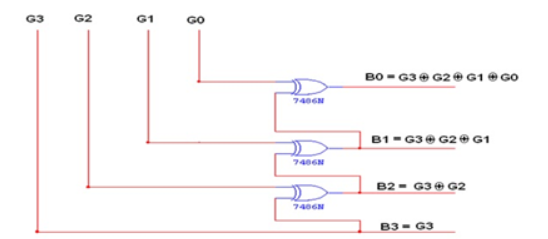 G3 G2 G1 G0
B0 = G3 ⊕ G2 ⊕ G1 ⊕ G0
7486N
B1 = G3 ⊕ G2 ⊕ G1
7486N
B2 = G3 ⊕ G2
7486N
B3 = G3